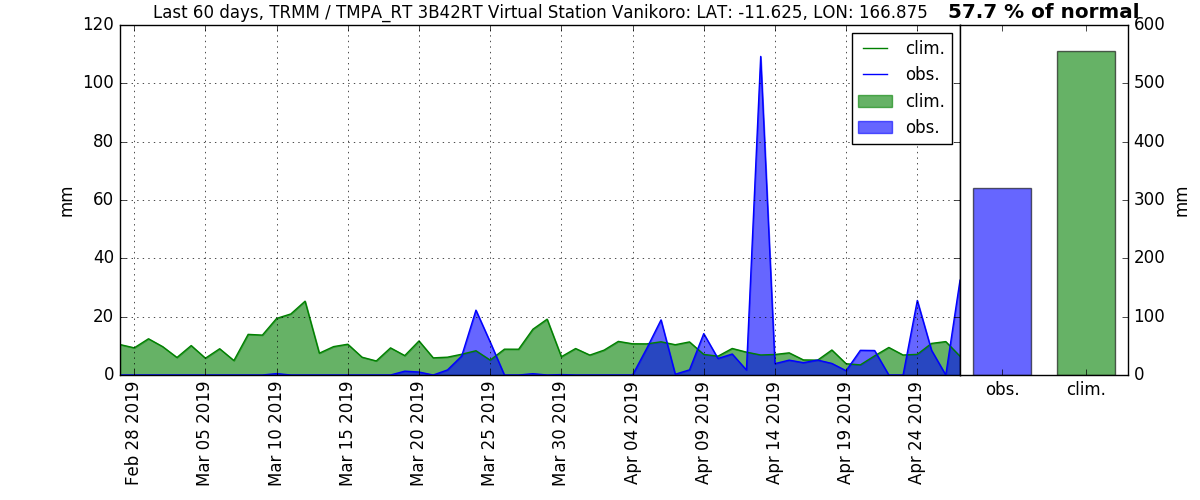 Last 60 days, TRMM / TMPA_RT 3B42RT Virtual Station Vanikoro: LAT: -11.625, LON: 166.875
57.7 % of normal
120
100
80
60
40
20
0
mm
clim.
obs.
clim.
obs.
600
500
400
300
200
100
0
mm
obs.
clim.
Feb 28 2019
Mar 05 2019
Mar 10 2019
Mar 15 2019
Mar 20 2019
Mar 25 2019
Mar 30 2019
Apr 04 2019
Apr 09 2019
Apr 14 2019
Apr 19 2019
Apr 24 2019